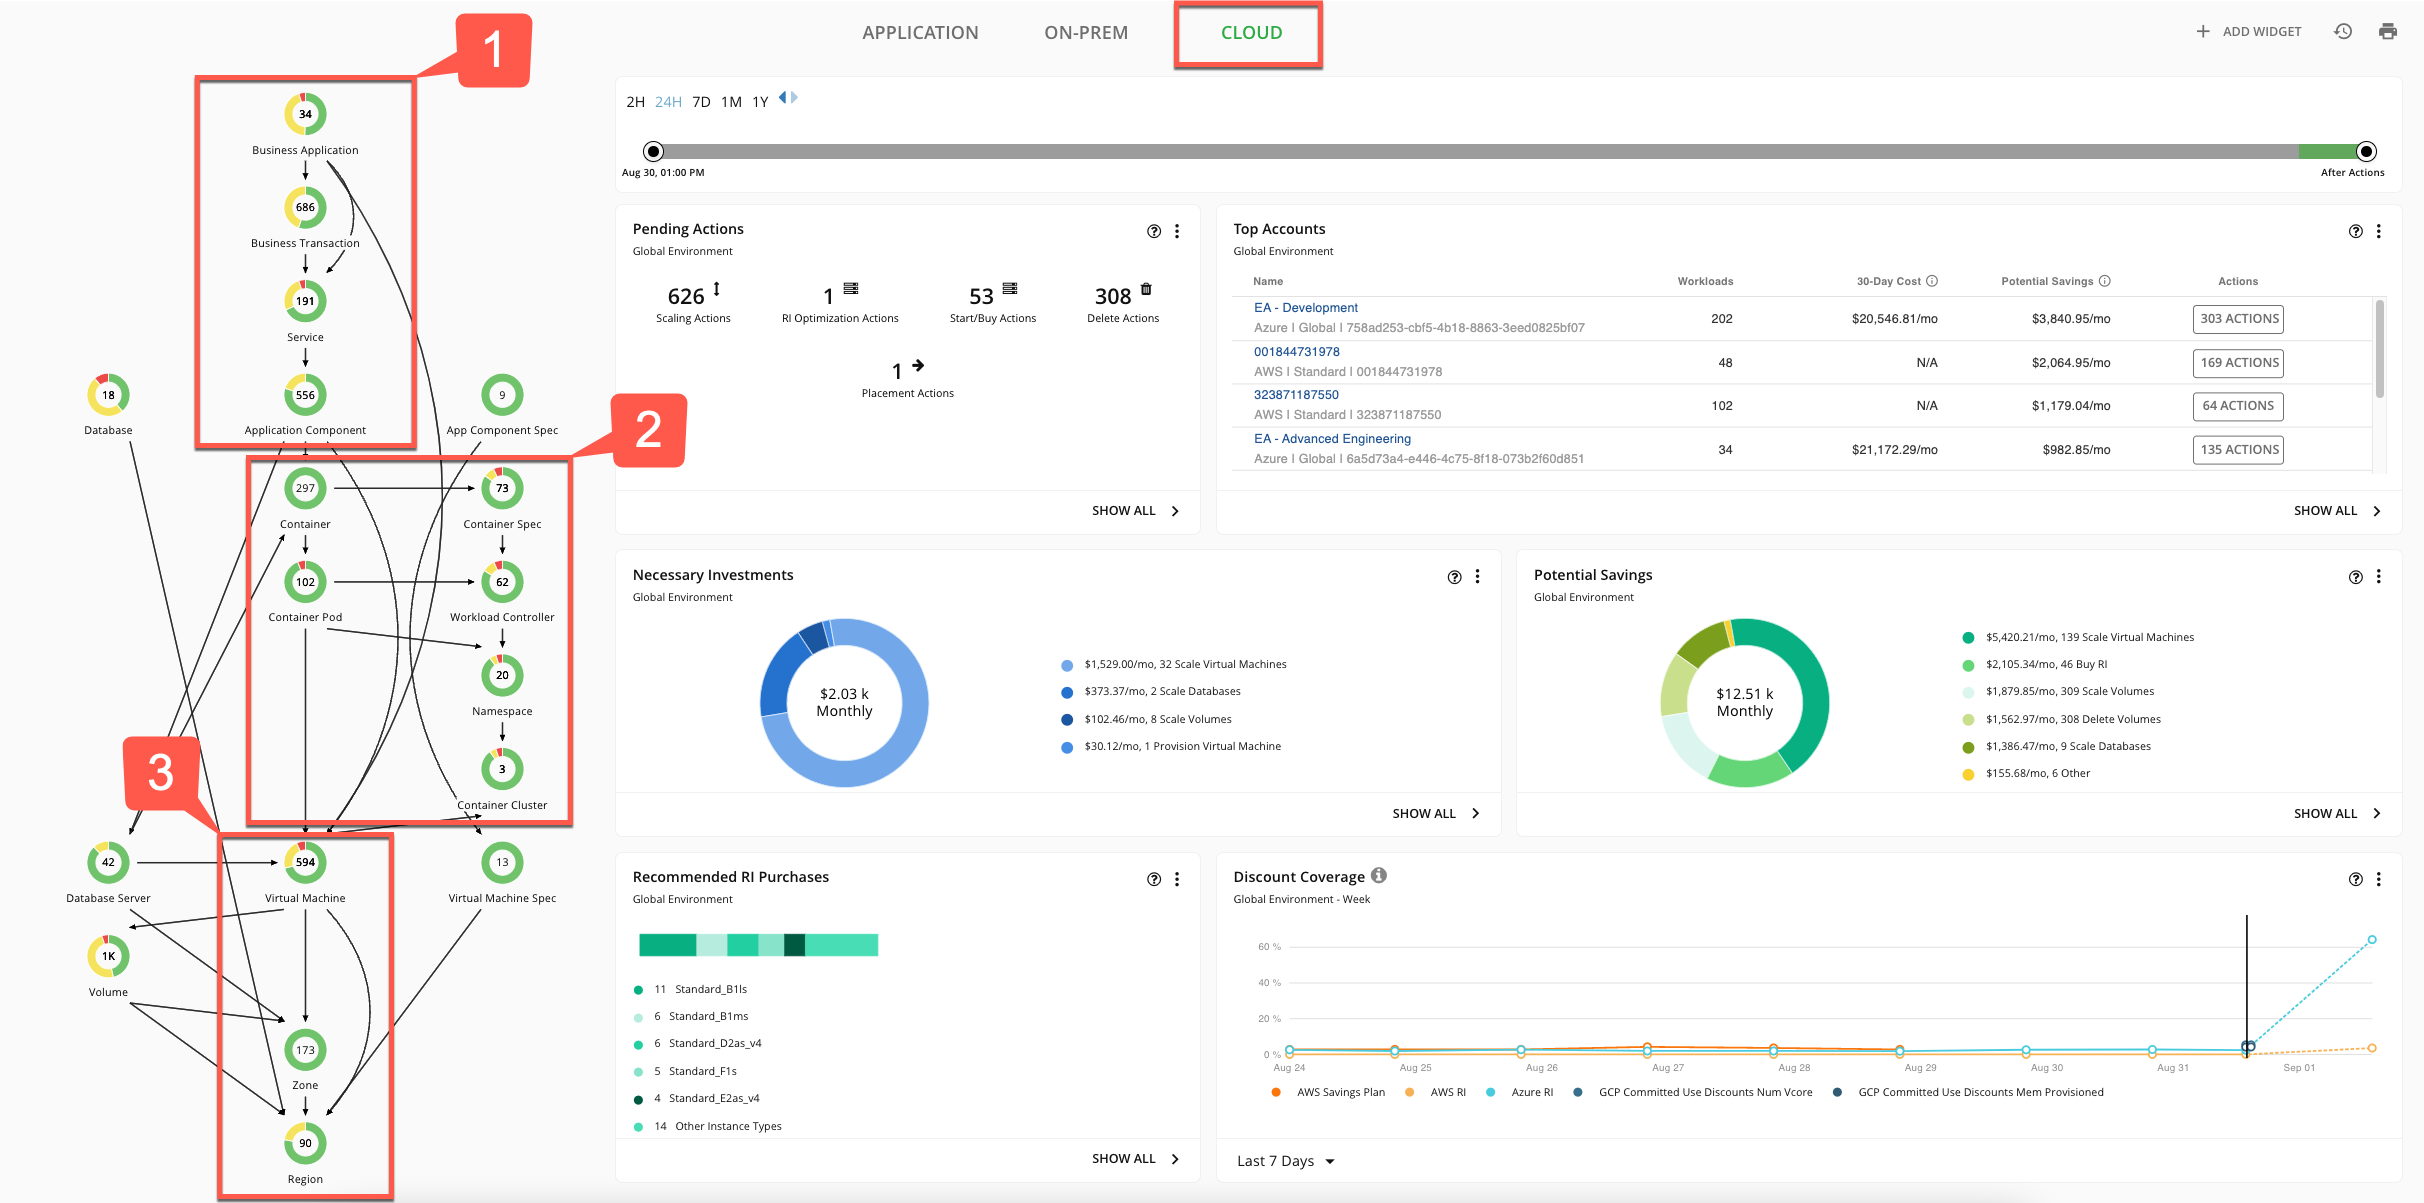 APPLICATION
ON-PREM
CLOUD
ADD WIDGET
1
34
Business Application
686
Business Transaction
191
Service
18
Database
556
Application Component
9
App Component Spec
2
297
Container
73
Container Spec
102
Container Pod
62
Workload Controller
20
Namespace
3
Container Cluster
3
42
Database Server
594
Virtual Machine
13
Virtual Machine Spec
1K
Volume
173
Zone
90
Region
2H 24H 7D 1M 1Y
Aug 30, 01:00 PM
After Actions
Pending Actions
Global Environment
626
Scaling Actions
1
RI Optimization Actions
53
Start/Buy Actions
308
Delete Actions
1
Placement Actions
SHOW ALL
Top Accounts
Global Environment
Name Workloads 30-Day Cost Potential Savings Actions
EA - Development
Azure | Global | 758ad253-cbf5-4b18-8863-3eed0825bf07
202 $20,546.81/mo $3,840.95/mo 303 ACTIONS
001844731978
AWS | Standard | 001844731978
48 N/A $2,064.95/mo 169 ACTIONS
323871187550
AWS | Standard | 323871187550
102 N/A $1,179.04/mo 64 ACTIONS
EA - Advanced Engineering
Azure | Global | 6a5d73a4-e446-4c75-8f18-073b2f60d851
34 $21,172.29/mo $982.85/mo 135 ACTIONS
SHOW ALL
Necessary Investments
Global Environment
$2.03 k
Monthly
$1,529.00/mo, 32 Scale Virtual Machines
$373.37/mo, 2 Scale Databases
$102.46/mo, 8 Scale Volumes
$30.12/mo, 1 Provision Virtual Machine
SHOW ALL
Potential Savings
Global Environment
$12.51 k
Monthly
$5,420.21/mo, 139 Scale Virtual Machines
$2,105.34/mo, 46 Buy RI
$1,879.85/mo, 309 Scale Volumes
$1,562.97/mo, 308 Delete Volumes
$1,386.47/mo, 9 Scale Databases
$155.68/mo, 6 Other
SHOW ALL
Recommended RI Purchases
Global Environment
11 Standard_B1ls
6 Standard_B1ms
6 Standard_D2as_v4
5 Standard_F1s
4 Standard_E2as_v4
14 Other Instance Types
SHOW ALL
Discount Coverage
Global Environment - Week
60 %
40 %
20 %
0 %
Aug 24 Aug 25 Aug 26 Aug 27 Aug 28 Aug 29 Aug 30 Aug 31 Sep 01
AWS Savings Plan AWS RI Azure RI GCP Committed Use Discounts Num Vcore GCP Committed Use Discounts Mem Provisioned
Last 7 Days